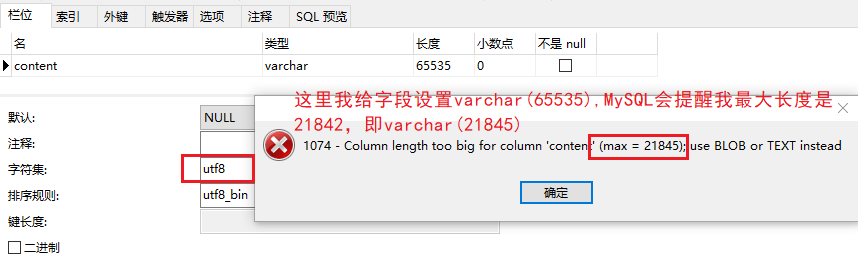 栏位 索引 外键 触发器 选项 注释 SQL 预览
名 类型 长度 小数点 不是 null
content varchar 65535 0
这里我给字段设置varchar(65535),MySQL会提醒我最大长度是
21842，即varchar(21845)
默认: NULL
注释:
1074 - Column length too big for column 'content' (max = 21845); use BLOB or TEXT instead
字符集: utf8
排序规则: utf8_bin
确定
键长度:
二进制